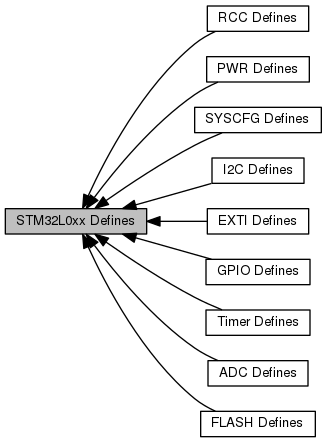 RCC Defines
PWR Defines
SYSCFG Defines
I2C Defines
STM32L0xx Defines
EXTI Defines
GPIO Defines
Timer Defines
ADC Defines
FLASH Defines